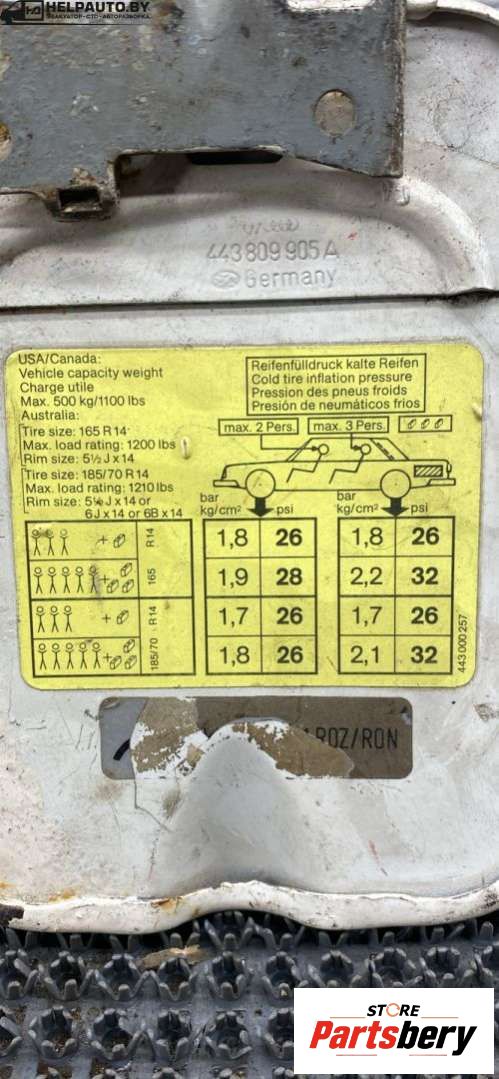 HELPAUTO.BY
ЭВАКУАТОР·СТО·АВТОРАЗБОРКА
443 809 905 A
Germany
USA/Canada:
Vehicle capacity weight
Charge utile
Max. 500 kg/1100 lbs
Australia:
Tire size: 165 R 14
Max. load rating: 1200 lbs
Rim size: 5½ J x 14
Tire size: 185/70 R 14
Max. load rating: 1210 lbs
Rim size: 5½ J x 14 or
6 J x 14 or 6B x 14
Reifenfülldruck kalte Reifen
Cold tire inflation pressure
Pression des pneus froids
Presión de neumáticos frios
max. 2 Pers.
max. 3 Pers.
bar
kg/cm² psi
bar
kg/cm² psi
165 R 14
+ 1,8 26 1,8 26
+ 1,9 28 2,2 32
185/70 R 14
+ 1,7 26 1,7 26
+ 1,8 26 2,1 32
443 000 257
ROZ/RON
STORE
Partsbery